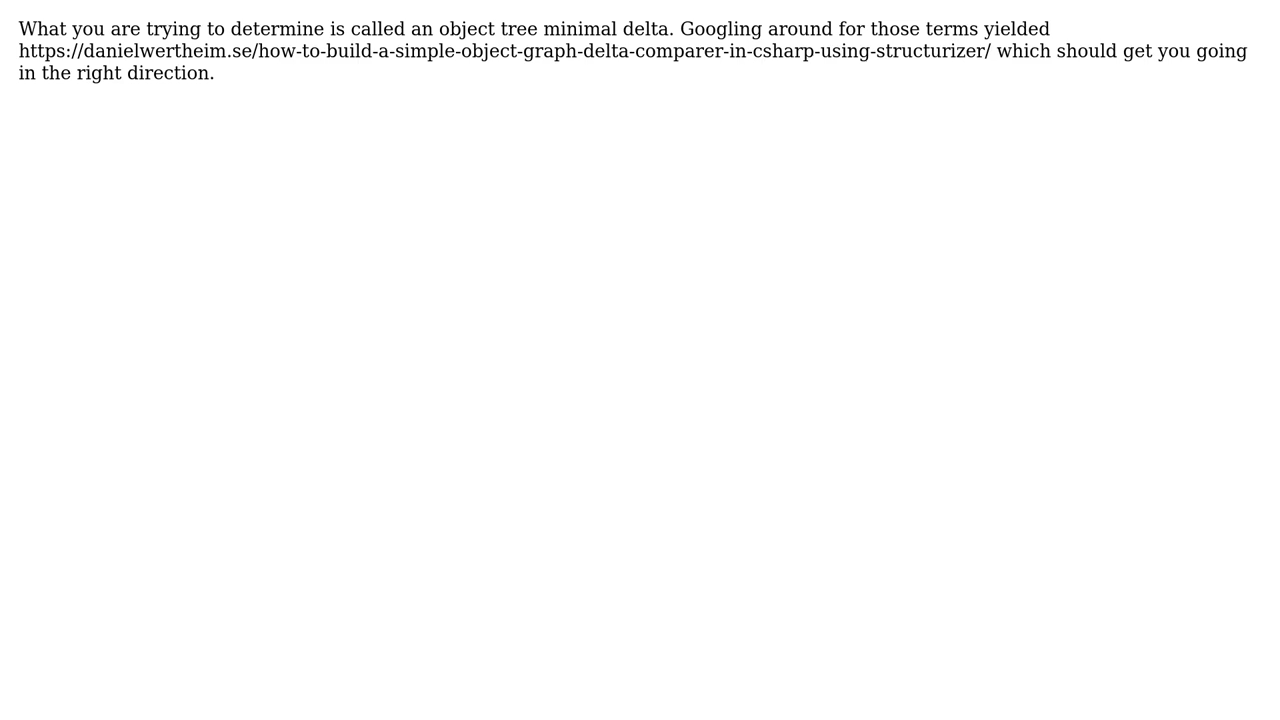 What you are trying to determine is called an object tree minimal delta. Googling around for those terms yielded
https://danielwertheim.se/how-to-build-a-simple-object-graph-delta-comparer-in-csharp-using-structurizer/ which should get you going
in the right direction.